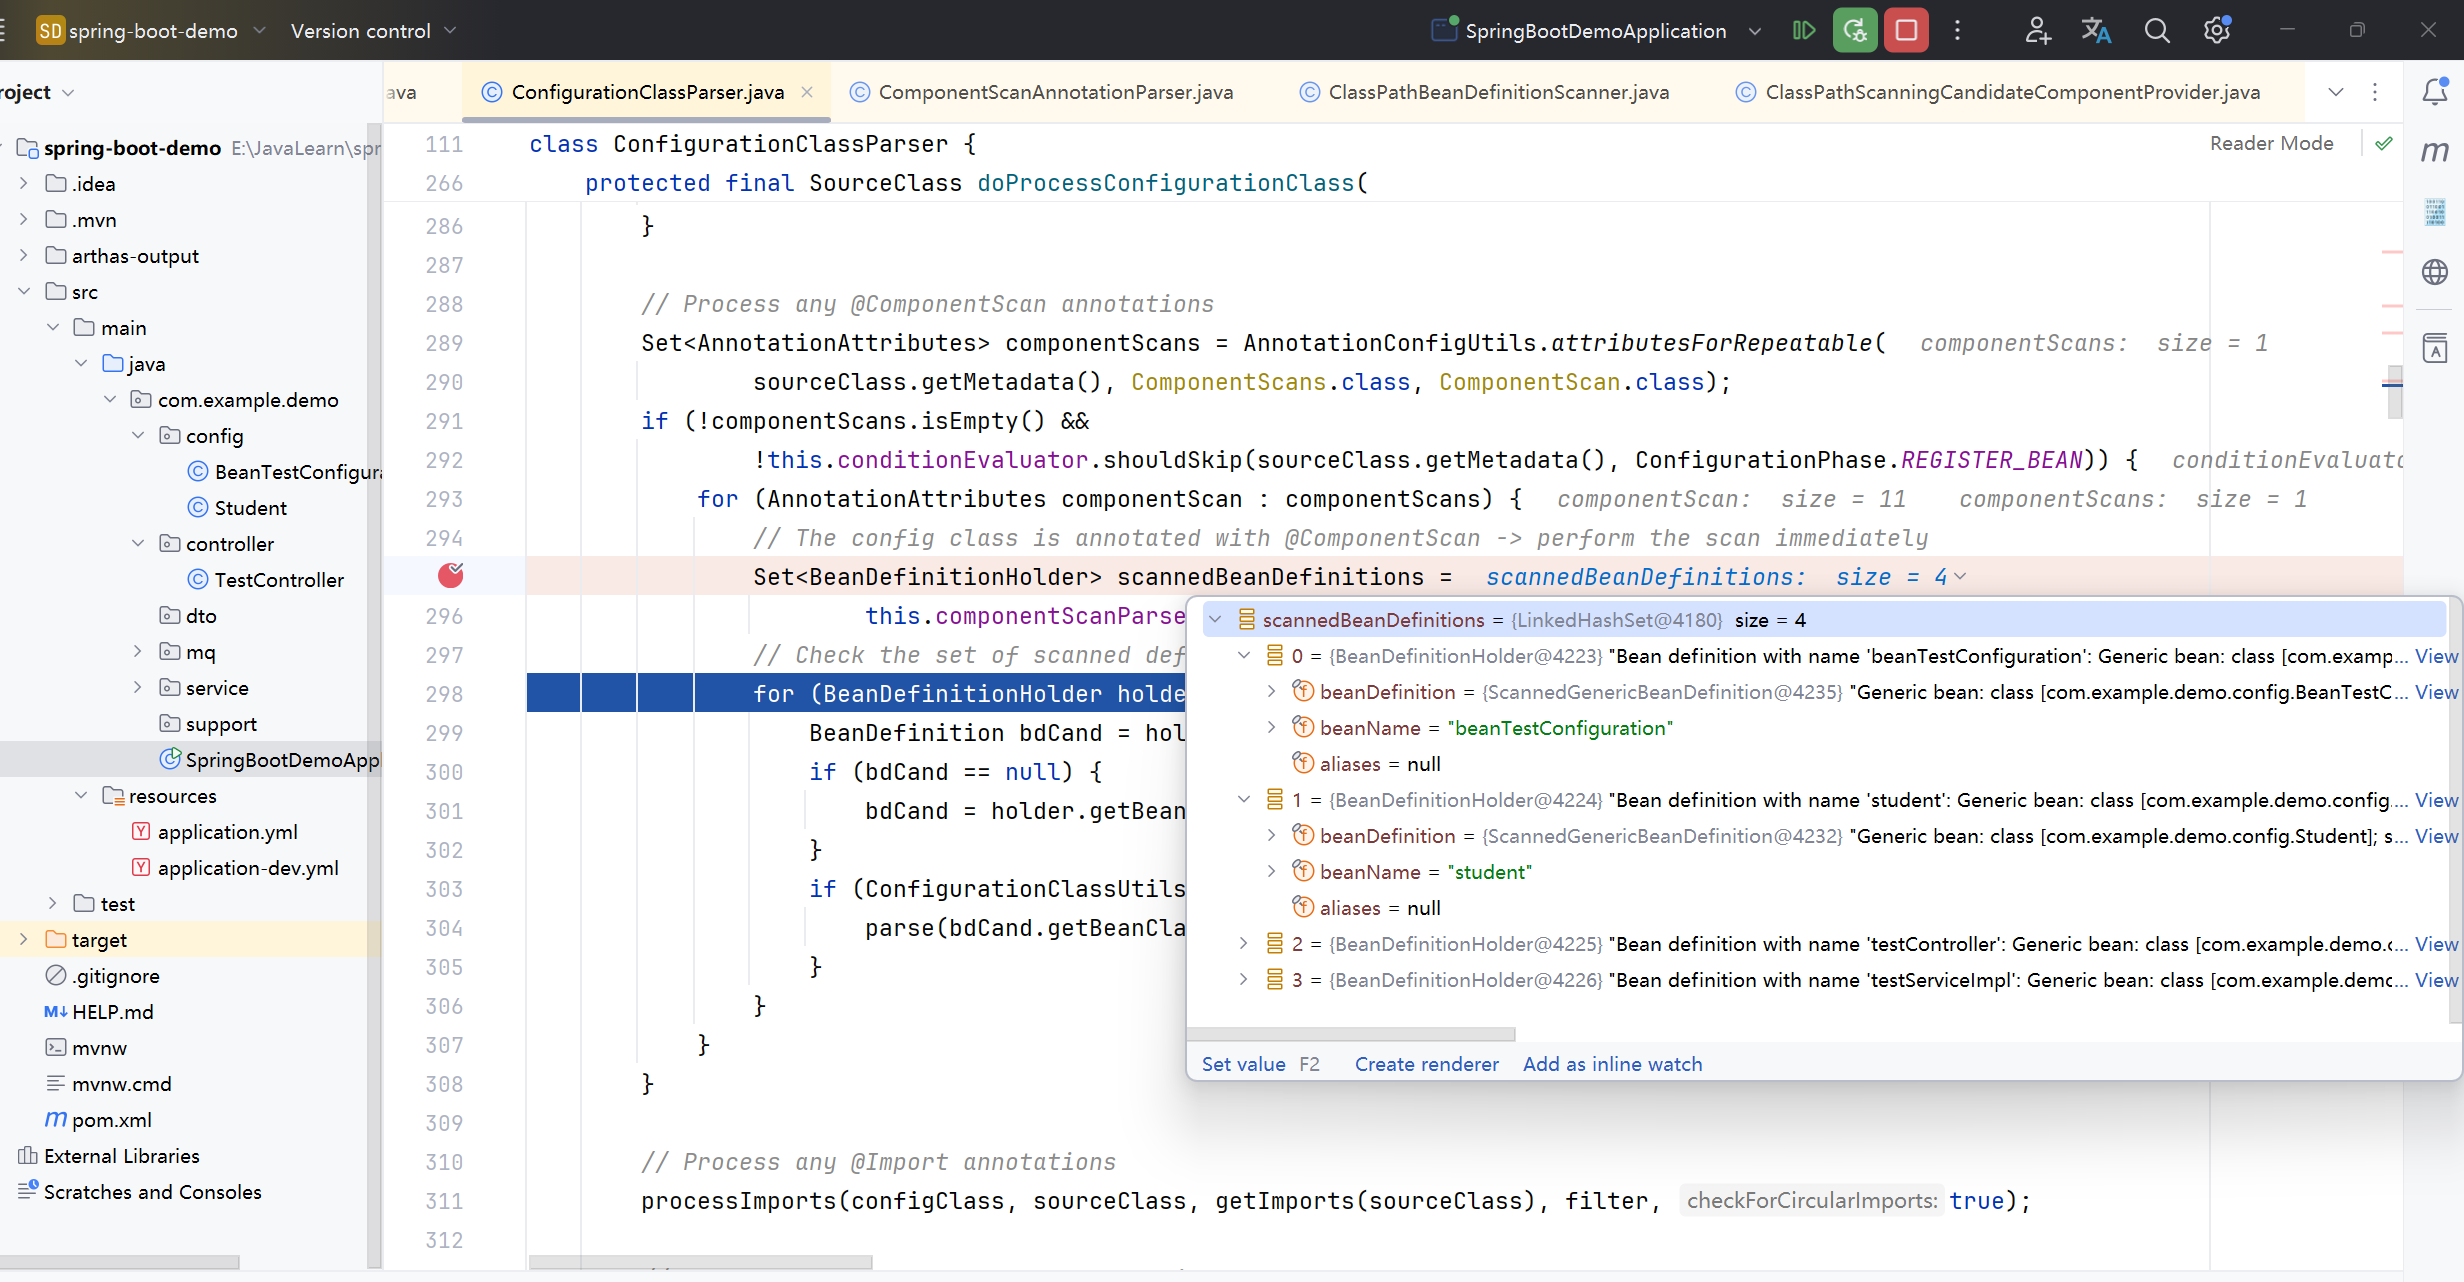 SD spring-boot-demo Version control SpringBootDemoApplication
roject
ava ConfigurationClassParser.java ComponentScanAnnotationParser.java ClassPathBeanDefinitionScanner.java ClassPathScanningCandidateComponentProvider.java
spring-boot-demo E:\JavaLearn\spr
.idea
.mvn
arthas-output
src
main
java
com.example.demo
config
BeanTestConfigura
Student
controller
TestController
dto
mq
service
support
SpringBootDemoAppl
resources
application.yml
application-dev.yml
test
target
.gitignore
HELP.md
mvnw
mvnw.cmd
pom.xml
External Libraries
Scratches and Consoles
111 class ConfigurationClassParser { Reader Mode
266 protected final SourceClass doProcessConfigurationClass(
286 }
287
288 // Process any @ComponentScan annotations
289 Set<AnnotationAttributes> componentScans = AnnotationConfigUtils.attributesForRepeatable( componentScans: size = 1
290 sourceClass.getMetadata(), ComponentScans.class, ComponentScan.class);
291 if (!componentScans.isEmpty() &&
292 !this.conditionEvaluator.shouldSkip(sourceClass.getMetadata(), ConfigurationPhase.REGISTER_BEAN)) { conditionEvaluato
293 for (AnnotationAttributes componentScan : componentScans) { componentScan: size = 11 componentScans: size = 1
294 // The config class is annotated with @ComponentScan -> perform the scan immediately
Set<BeanDefinitionHolder> scannedBeanDefinitions = scannedBeanDefinitions: size = 4
296 this.componentScanParse
297 // Check the set of scanned def
298 for (BeanDefinitionHolder holde
299 BeanDefinition bdCand = hol
300 if (bdCand == null) {
301 bdCand = holder.getBean
302 }
303 if (ConfigurationClassUtils
304 parse(bdCand.getBeanCla
305 }
306 }
307 }
308 }
309
310 // Process any @Import annotations
311 processImports(configClass, sourceClass, getImports(sourceClass), filter, checkForCircularImports: true);
312
scannedBeanDefinitions = {LinkedHashSet@4180} size = 4
0 = {BeanDefinitionHolder@4223} "Bean definition with name 'beanTestConfiguration': Generic bean: class [com.examp... View
beanDefinition = {ScannedGenericBeanDefinition@4235} "Generic bean: class [com.example.demo.config.BeanTestC... View
beanName = "beanTestConfiguration"
aliases = null
1 = {BeanDefinitionHolder@4224} "Bean definition with name 'student': Generic bean: class [com.example.demo.config.... View
beanDefinition = {ScannedGenericBeanDefinition@4232} "Generic bean: class [com.example.demo.config.Student]; s... View
beanName = "student"
aliases = null
2 = {BeanDefinitionHolder@4225} "Bean definition with name 'testController': Generic bean: class [com.example.demo.c... View
3 = {BeanDefinitionHolder@4226} "Bean definition with name 'testServiceImpl': Generic bean: class [com.example.demc... View
Set value F2 Create renderer Add as inline watch